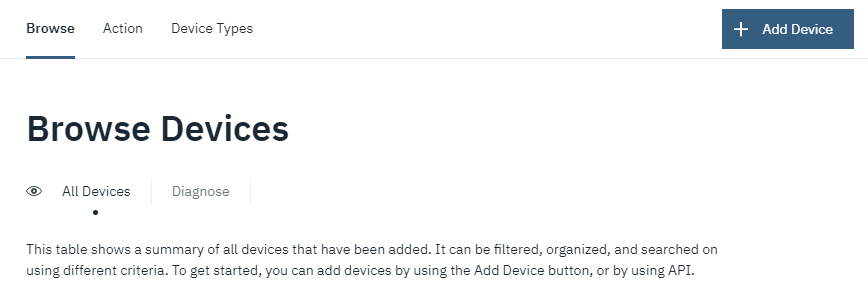 Browse Action Device Types Add Device
Browse Devices
All Devices Diagnose
This table shows a summary of all devices that have been added. It can be filtered, organized, and searched on
using different criteria. To get started, you can add devices by using the Add Device button, or by using API.